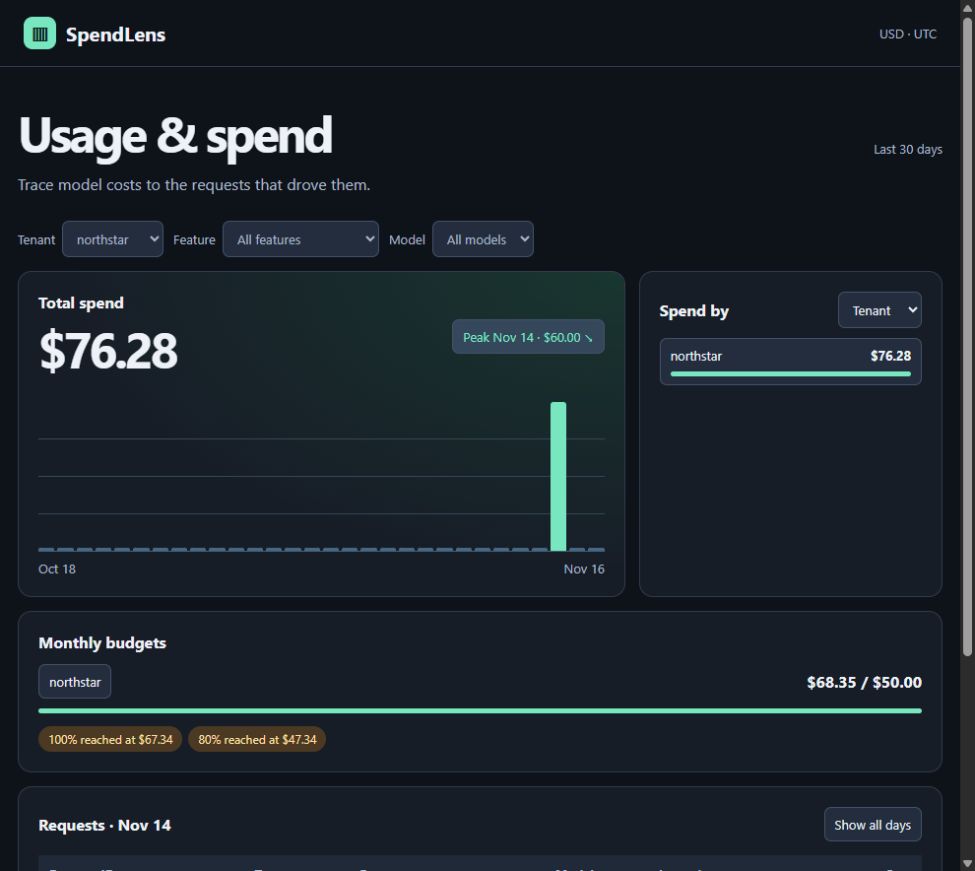 SpendLens
USD · UTC
Usage & spend
Last 30 days
Trace model costs to the requests that drove them.
Tenant northstar Feature All features Model All models
Total spend
$76.28
Peak Nov 14 · $60.00 ↘
Oct 18 Nov 16
Spend by Tenant
northstar $76.28
Monthly budgets
northstar $68.35 / $50.00
100% reached at $67.34 80% reached at $47.34
Requests · Nov 14 Show all days